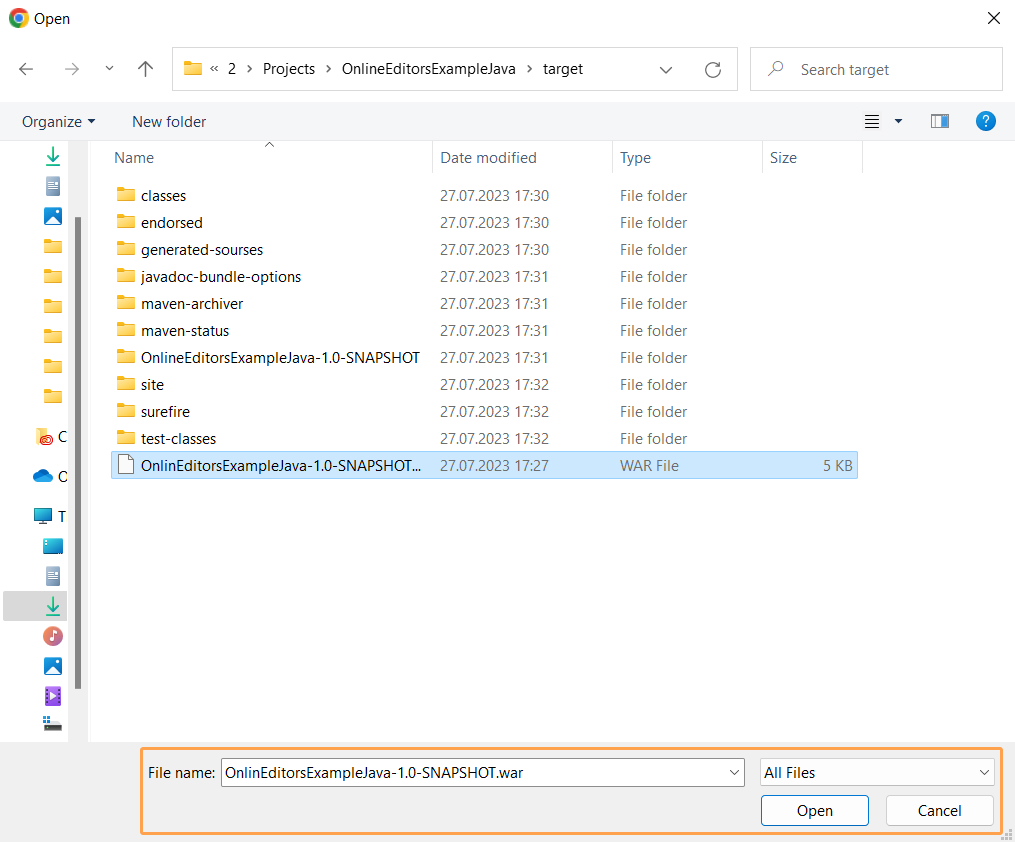 Open
« 2 › Projects › OnlineEditorsExampleJava › target
Search target
Organize
New folder
?
Name Date modified Type Size
classes 27.07.2023 17:30 File folder
endorsed 27.07.2023 17:30 File folder
generated-sourses 27.07.2023 17:30 File folder
javadoc-bundle-options 27.07.2023 17:31 File folder
maven-archiver 27.07.2023 17:31 File folder
maven-status 27.07.2023 17:31 File folder
OnlineEditorsExampleJava-1.0-SNAPSHOT 27.07.2023 17:31 File folder
site 27.07.2023 17:32 File folder
surefire 27.07.2023 17:32 File folder
test-classes 27.07.2023 17:32 File folder
OnlinEditorsExampleJava-1.0-SNAPSHOT... 27.07.2023 17:27 WAR File 5 KB
C
O
T
File name: OnlinEditorsExampleJava-1.0-SNAPSHOT.war All Files
Open Cancel